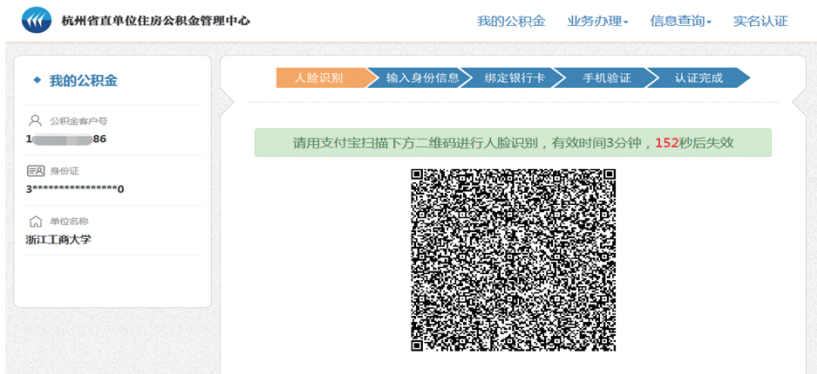 杭州省直单位住房公积金管理中心
我的公积金 业务办理 信息查询 实名认证
我的公积金
公积金客户号
1 86
身份证
3****************0
单位名称
浙江工商大学
人脸识别 输入身份信息 绑定银行卡 手机验证 认证完成
请用支付宝扫描下方二维码进行人脸识别，有效时间3分钟，152秒后失效